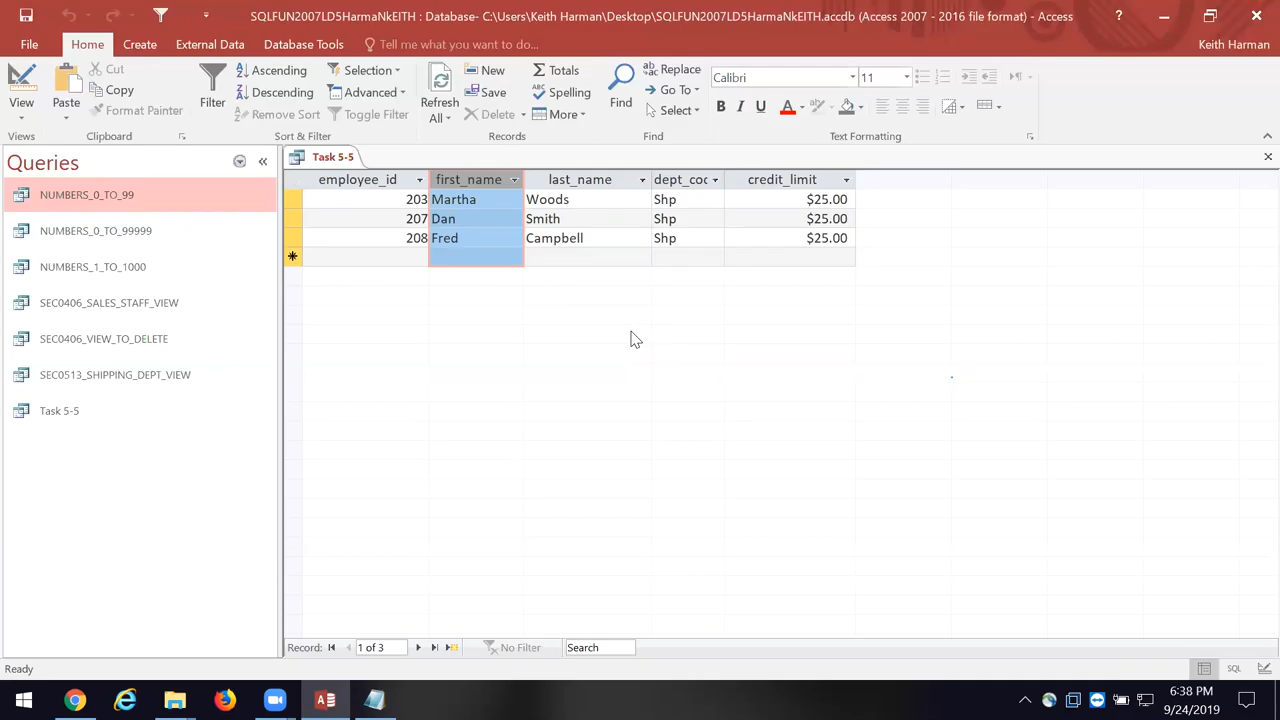 SQLFUN2007LD5HarmaNkEITH : Database- C:\Users\Keith Harman\Desktop\SQLFUN2007LD5HarmaNkEITH.accdb (Access 2007 - 2016 file format) - Access
File Home Create External Data Database Tools Tell me what you want to do... Keith Harman
View Paste Cut Copy Format Painter
Filter Ascending Descending Remove Sort Selection Advanced Toggle Filter
Refresh All New Save Delete Totals Spelling More
Find Replace Go To Select
Calibri 11
B I U A
Views Clipboard Sort & Filter Records Find Text Formatting
Queries
NUMBERS_0_TO_99
NUMBERS_0_TO_99999
NUMBERS_1_TO_1000
SEC0406_SALES_STAFF_VIEW
SEC0406_VIEW_TO_DELETE
SEC0513_SHIPPING_DEPT_VIEW
Task 5-5
Task 5-5
employee_id first_name last_name dept_coc credit_limit
203 Martha Woods Shp $25.00
207 Dan Smith Shp $25.00
208 Fred Campbell Shp $25.00
Record: 1 of 3 No Filter Search
Ready SQL
6:38 PM
9/24/2019